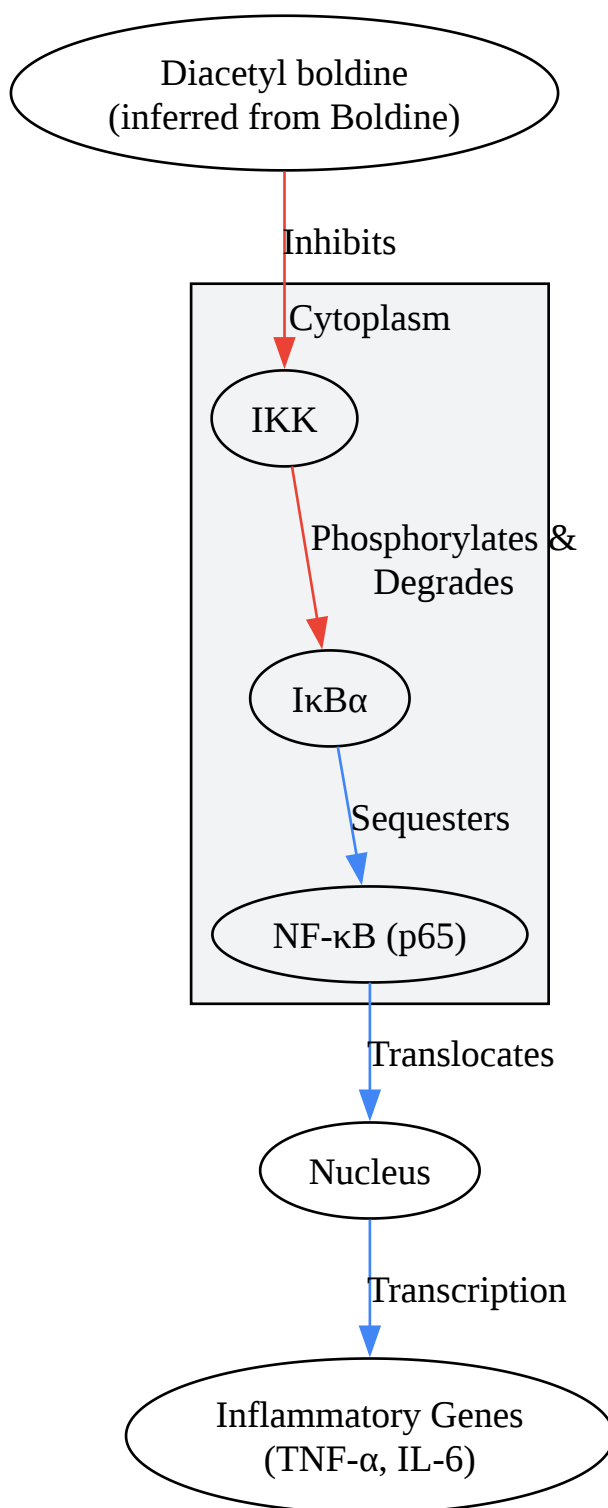 Diacetyl boldine
(inferred from Boldine)
Inhibits
Cytoplasm
IKK
Phosphorylates &
Degrades
IκBα
Sequesters
NF-κB (p65)
Translocates
Nucleus
Transcription
Inflammatory Genes
(TNF-α, IL-6)